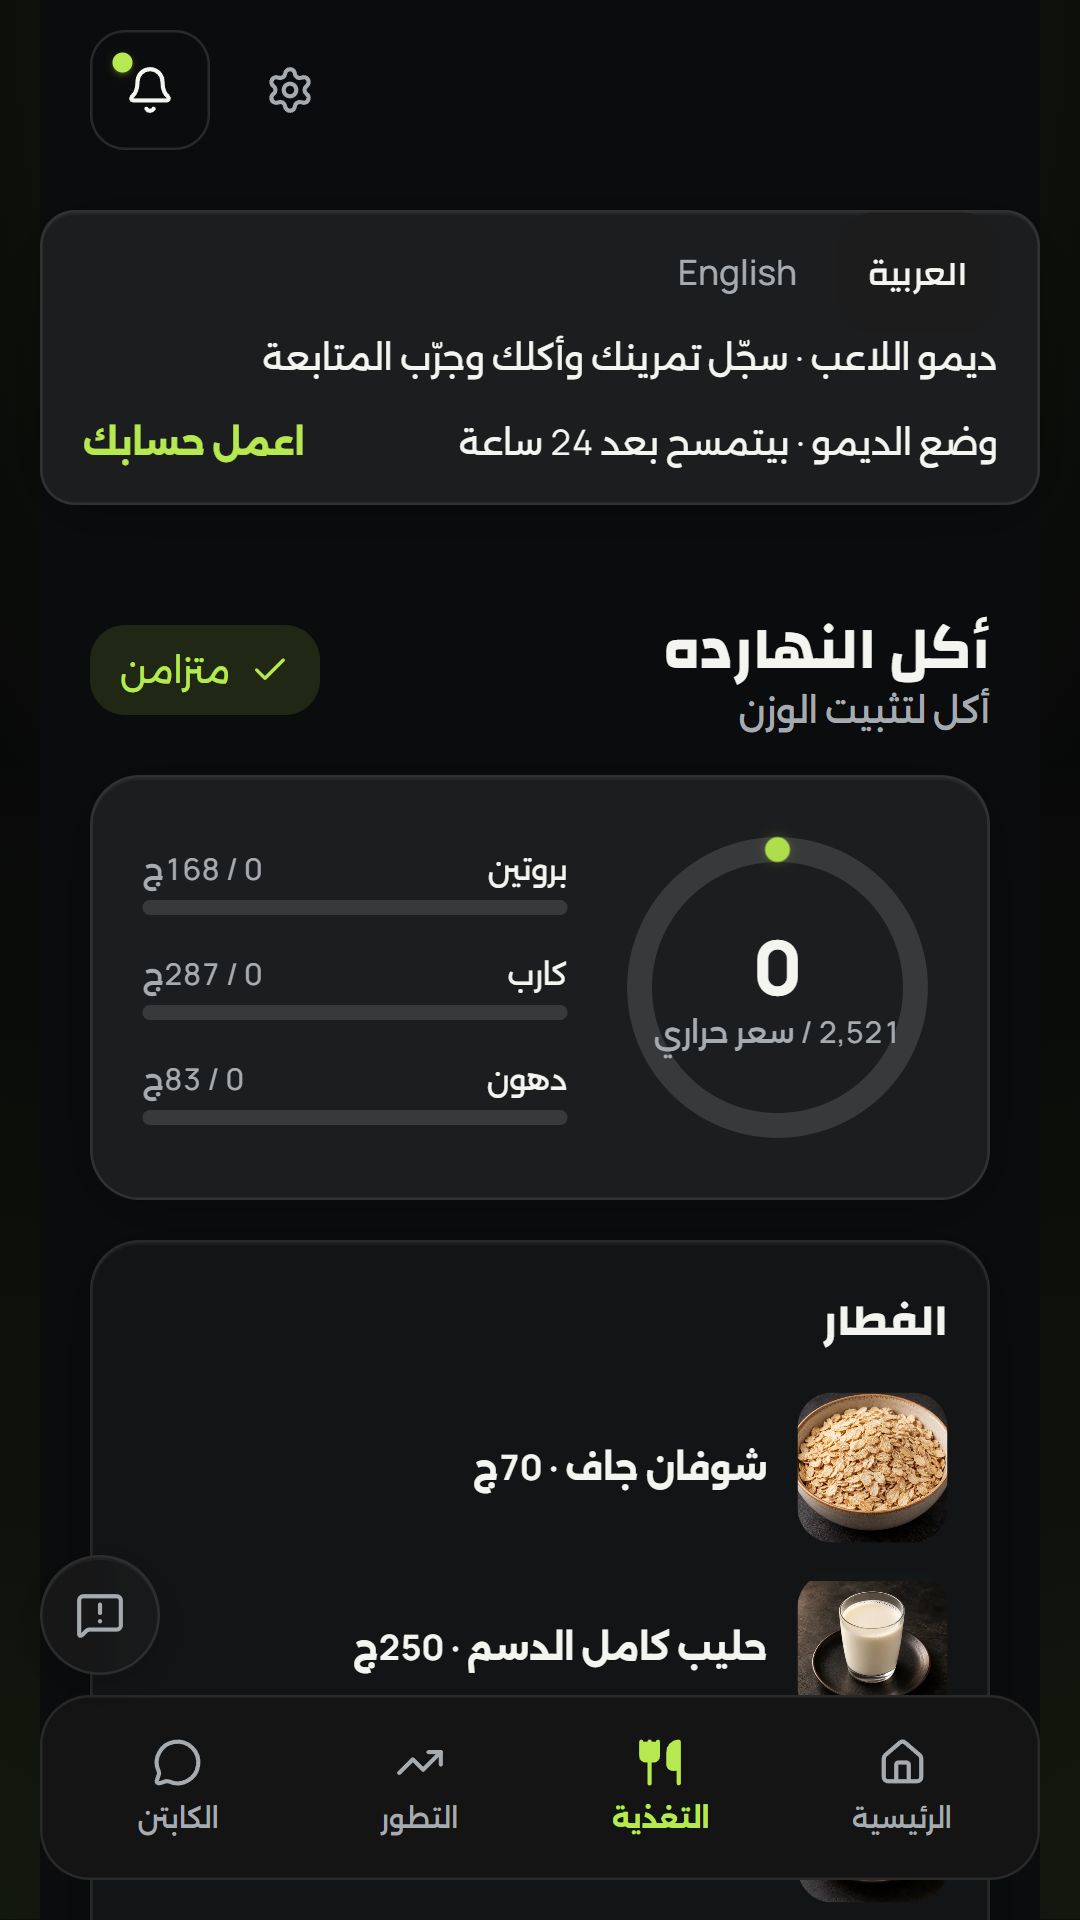 العربية
English
ديمو اللاعب · سجّل تمرينك وأكلك وجرّب المتابعة
وضع الديمو · بيتمسح بعد 24 ساعة
اعمل حسابك
أكل النهارده
أكل لتثبيت الوزن
متزامن
0
2,521 / سعر حراري
بروتين
0 / 168ج
كارب
0 / 287ج
دهون
0 / 83ج
الفطار
شوفان جاف · 70ج
حليب كامل الدسم · 250ج
الرئيسية
التغذية
التطور
الكابتن